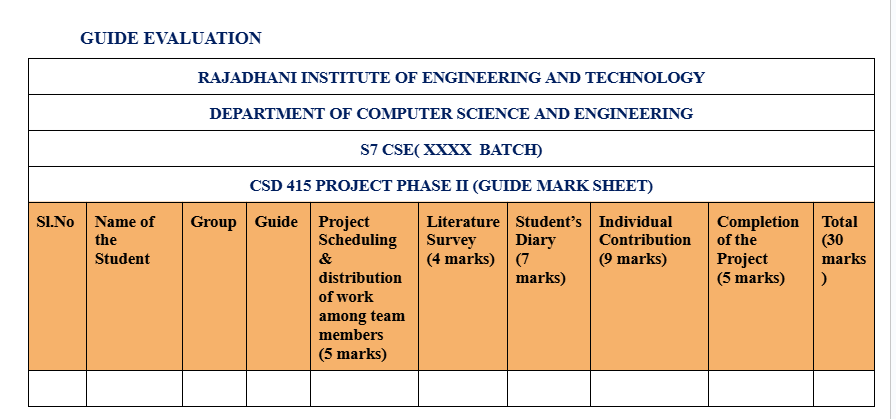 GUIDE EVALUATION
RAJADHANI INSTITUTE OF ENGINEERING AND TECHNOLOGY
DEPARTMENT OF COMPUTER SCIENCE AND ENGINEERING
S7 CSE( XXXX BATCH)
CSD 415 PROJECT PHASE II (GUIDE MARK SHEET)
Sl.No
Name of
the
Student
Group
Guide
Project
Scheduling
&
distribution
of work
among team
members
(5 marks)
Literature
Survey
(4 marks)
Student’s
Diary
(7
marks)
Individual
Contribution
(9 marks)
Completion
of the
Project
(5 marks)
Total
(30
marks
)